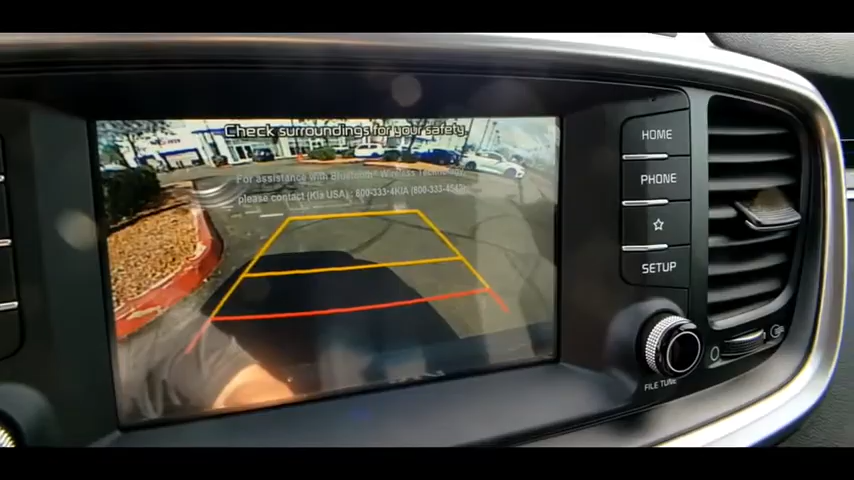 Check surroundings for your safety
For assistance with Bluetooth® Wireless Technology,
please contact (Kia USA) : 800-333-4KIA (800-333-4542)
HOME
PHONE
SETUP
FILE TUNE